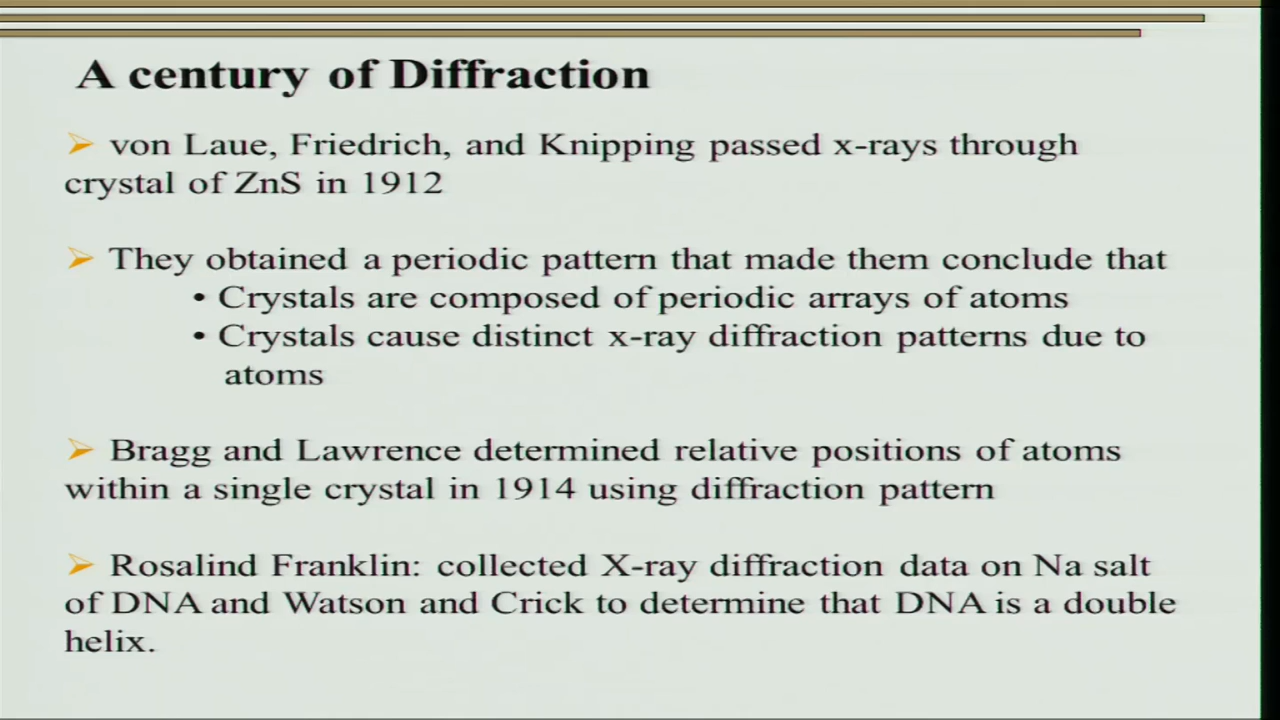 A century of Diffraction
➢ von Laue, Friedrich, and Knipping passed x-rays through
crystal of ZnS in 1912
➢ They obtained a periodic pattern that made them conclude that
• Crystals are composed of periodic arrays of atoms
• Crystals cause distinct x-ray diffraction patterns due to
atoms
➢ Bragg and Lawrence determined relative positions of atoms
within a single crystal in 1914 using diffraction pattern
➢ Rosalind Franklin: collected X-ray diffraction data on Na salt
of DNA and Watson and Crick to determine that DNA is a double
helix.